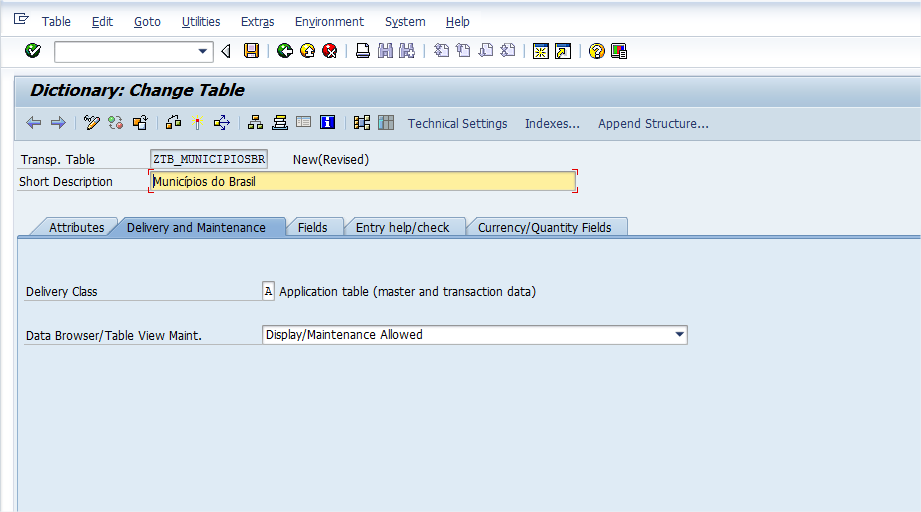 Table Edit Goto Utilities Extras Environment System Help
Dictionary: Change Table
Technical Settings Indexes... Append Structure...
Transp. Table ZTB_MUNICIPIOSBR New(Revised)
Short Description Municípios do Brasil
Attributes Delivery and Maintenance Fields Entry help/check Currency/Quantity Fields
Delivery Class A Application table (master and transaction data)
Data Browser/Table View Maint. Display/Maintenance Allowed